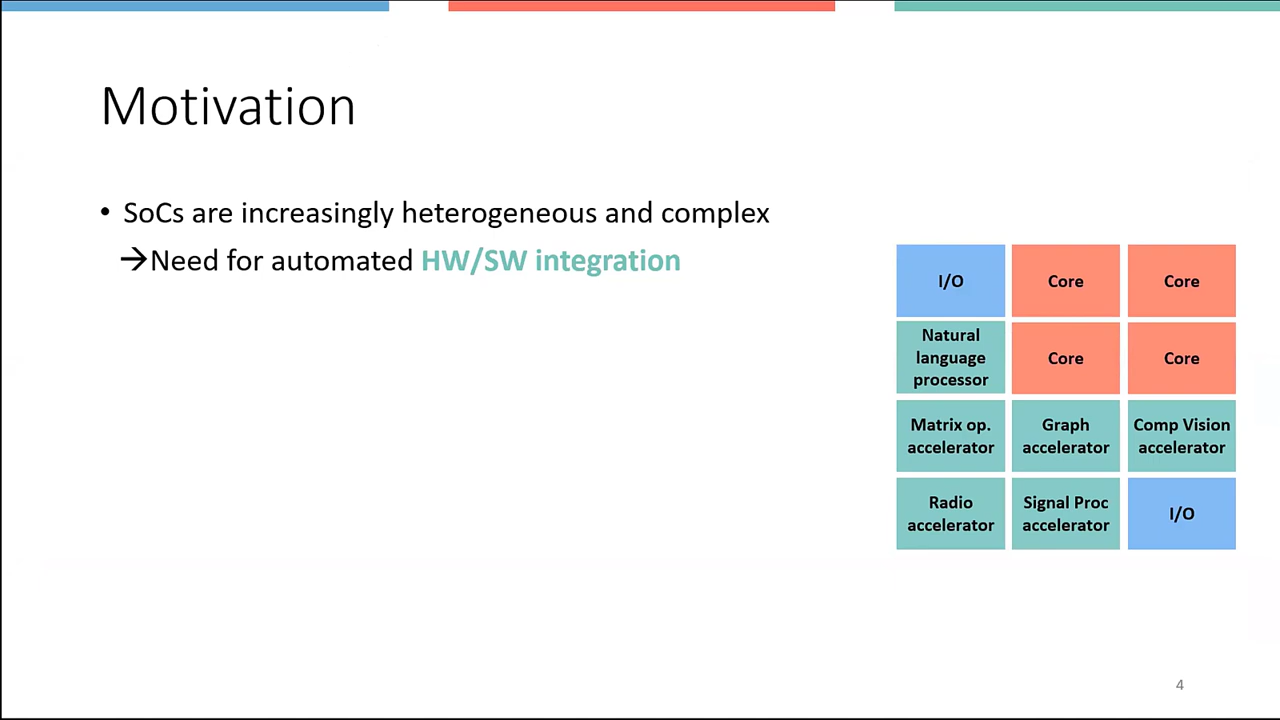 Motivation
• SoCs are increasingly heterogeneous and complex
→Need for automated HW/SW integration
I/O
Core
Core
Natural
language
processor
Core
Core
Matrix op.
accelerator
Graph
accelerator
Comp Vision
accelerator
Radio
accelerator
Signal Proc
accelerator
I/O
4